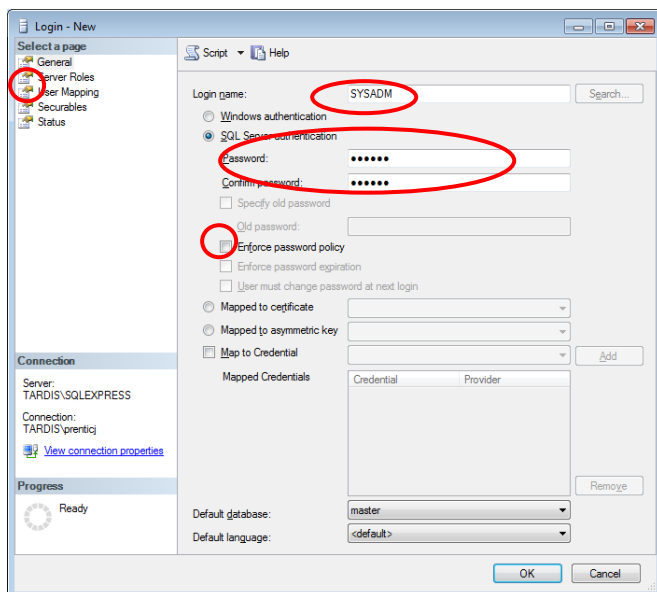 Login - New
Select a page
General
Server Roles
User Mapping
Securables
Status
Script Help
Login name: SYSADM Search...
Windows authentication
SQL Server authentication
Password: ••••••
Confirm password: ••••••
Specify old password
Old password:
Enforce password policy
Enforce password expiration
User must change password at next login
Mapped to certificate
Mapped to asymmetric key
Map to Credential Add
Mapped Credentials Credential Provider
Remove
Default database: master
Default language: <default>
Connection
Server:
TARDIS\SQLEXPRESS
Connection:
TARDIS\prenticj
View connection properties
Progress
Ready
OK Cancel